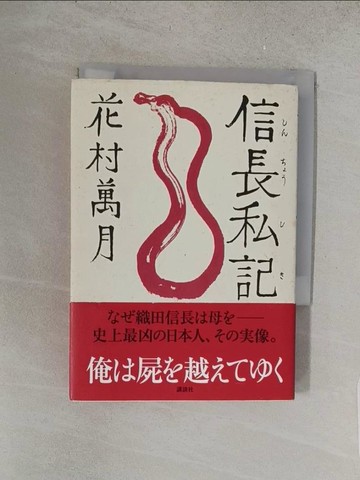 信長私記
しんちょうしき
花村萬月
なぜ織田信長は母を——
史上最凶の日本人、その実像。
俺は屍を越えてゆく
講談社